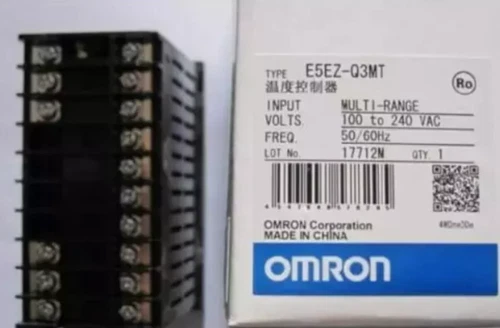 TYPE E5EZ-Q3MT
温度控制器
Ro
INPUT MULTI-RANGE
VOLTS. 100 to 240 VAC
FREQ. 50/60Hz
LOT No. 17712N QTY. 1
OMRON Corporation
MADE IN CHINA
OMRON